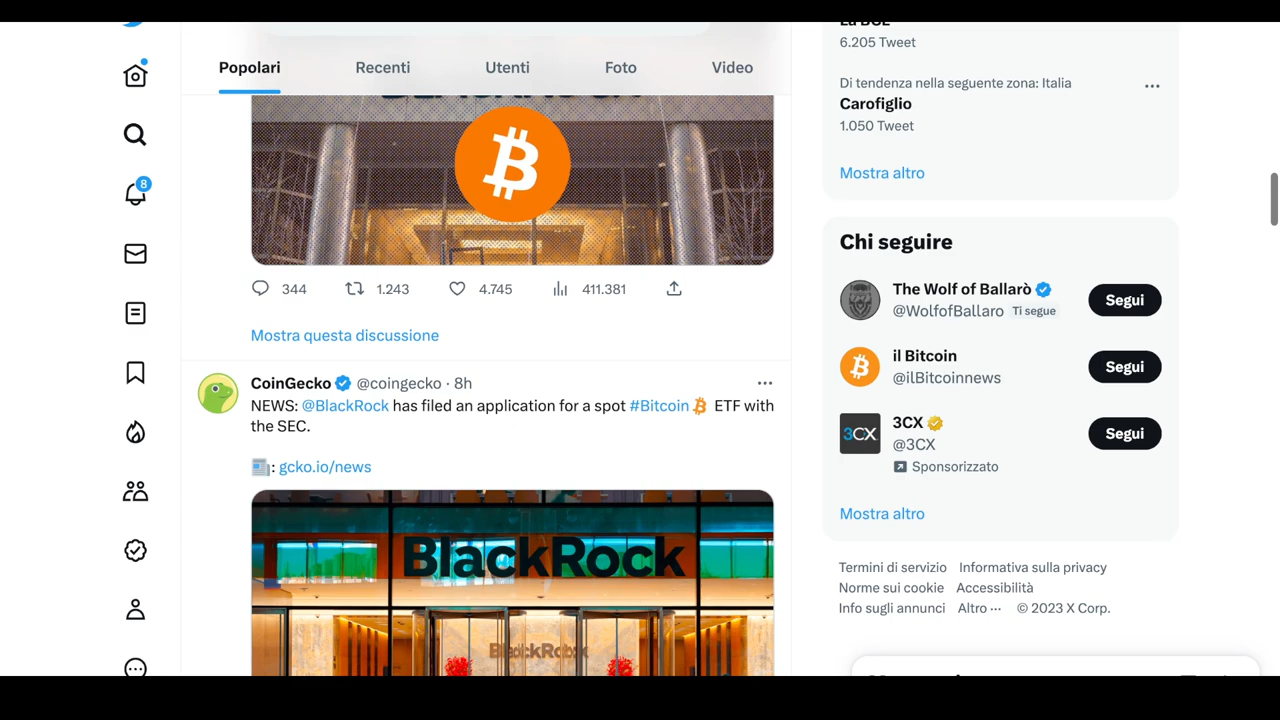 Popolari
Recenti
Utenti
Foto
Video
8
344
1.243
4.745
411.381
Mostra questa discussione
CoinGecko @coingecko · 8h
NEWS: @BlackRock has filed an application for a spot #Bitcoin ETF with
the SEC.
: gcko.io/news
BlackRock
BlackRock
6.205 Tweet
Di tendenza nella seguente zona: Italia
Carofiglio
1.050 Tweet
Mostra altro
Chi seguire
The Wolf of Ballarò
@WolfofBallaro Ti segue
Segui
il Bitcoin
@ilBitcoinnews
Segui
3CX
3CX
@3CX
Sponsorizzato
Segui
Mostra altro
Termini di servizio Informativa sulla privacy
Norme sui cookie Accessibilità
Info sugli annunci Altro ··· © 2023 X Corp.